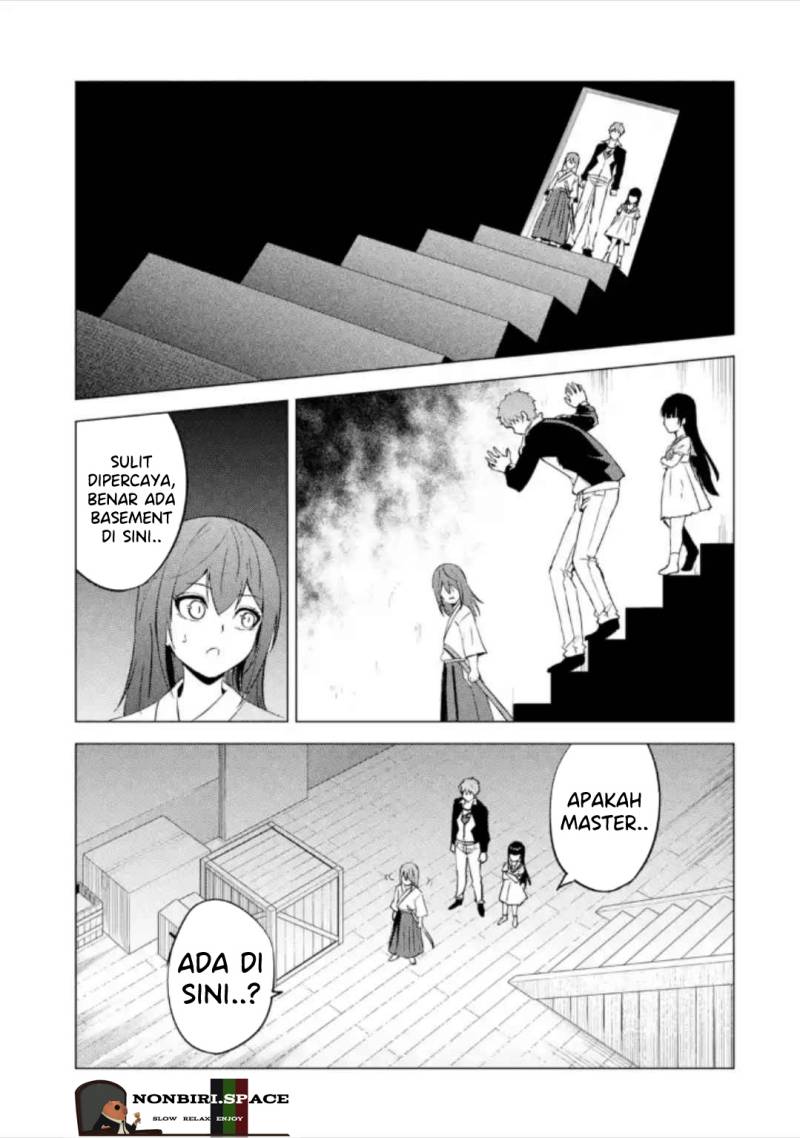 SULIT
DIPERCAYA,
BENAR ADA
BASEMENT
DI SINI..
APAKAH
MASTER..
ADA DI
SINI..?
NONBIRI.SPACE
SLOW RELAX ENJOY